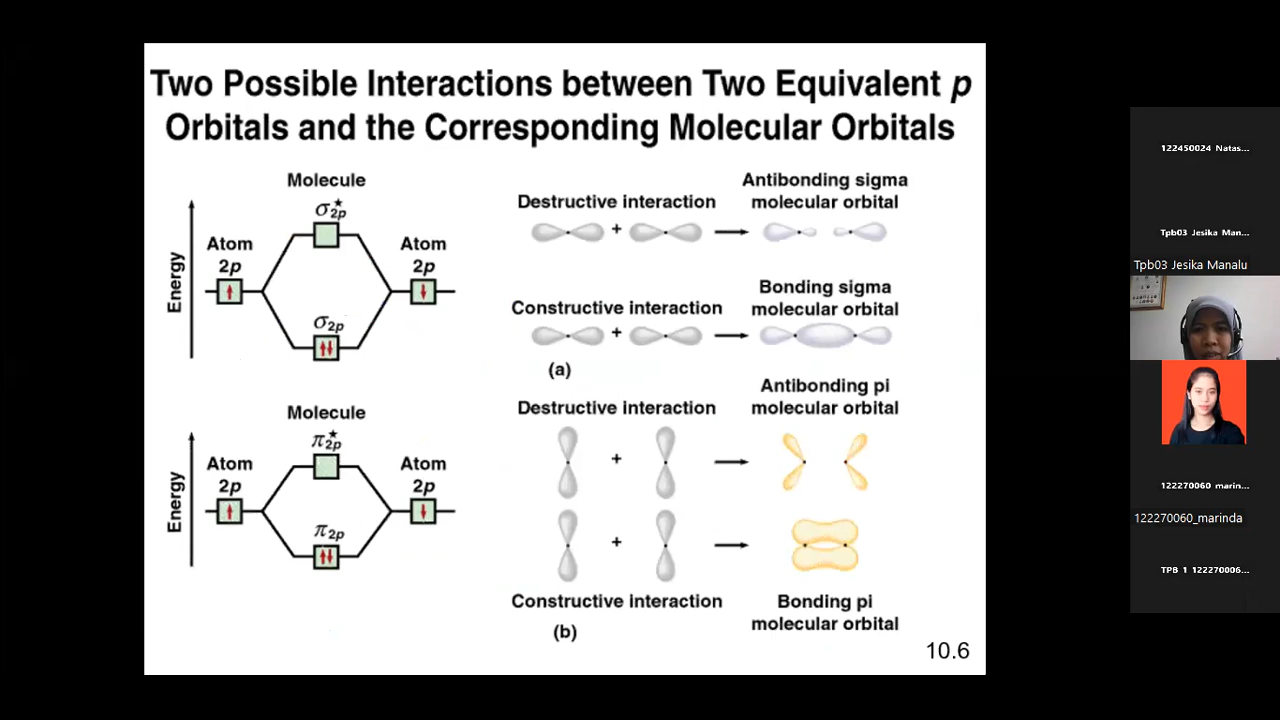 Two Possible Interactions between Two Equivalent p
Orbitals and the Corresponding Molecular Orbitals
Molecule
σ★2p
Atom
2p
Atom
2p
σ2p
Energy
Destructive interaction
+
Antibonding sigma
molecular orbital
Constructive interaction
+
Bonding sigma
molecular orbital
(a)
Molecule
π★2p
Atom
2p
Atom
2p
π2p
Energy
Destructive interaction
+
Antibonding pi
molecular orbital
+
Constructive interaction
Bonding pi
molecular orbital
(b)
10.6
122450024 Natas...
Tpb03 Jesika Man...
Tpb03 Jesika Manalu
122270060 marin...
122270060_marinda
TPB 1 122270006...